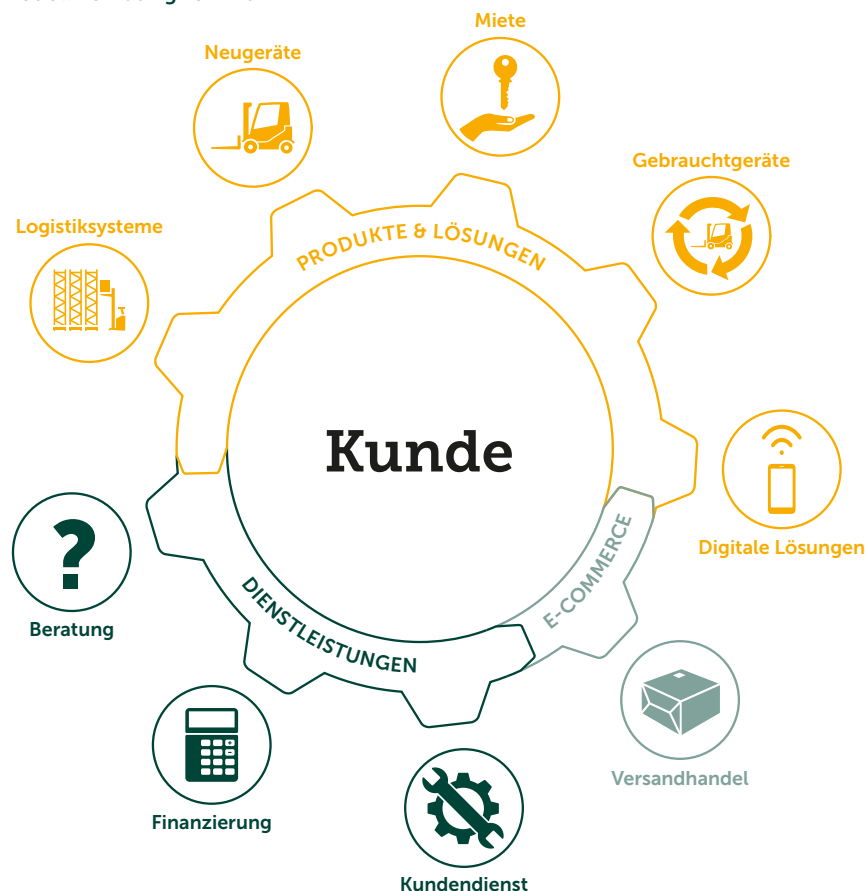 Miete
Neugeräte
Gebrauchtgeräte
Logistiksysteme
PRODUKTE & LÖSUNGEN
Kunde
Digitale Lösungen
E-COMMERCE
DIENSTLEISTUNGEN
Beratung
Versandhandel
Finanzierung
Kundendienst